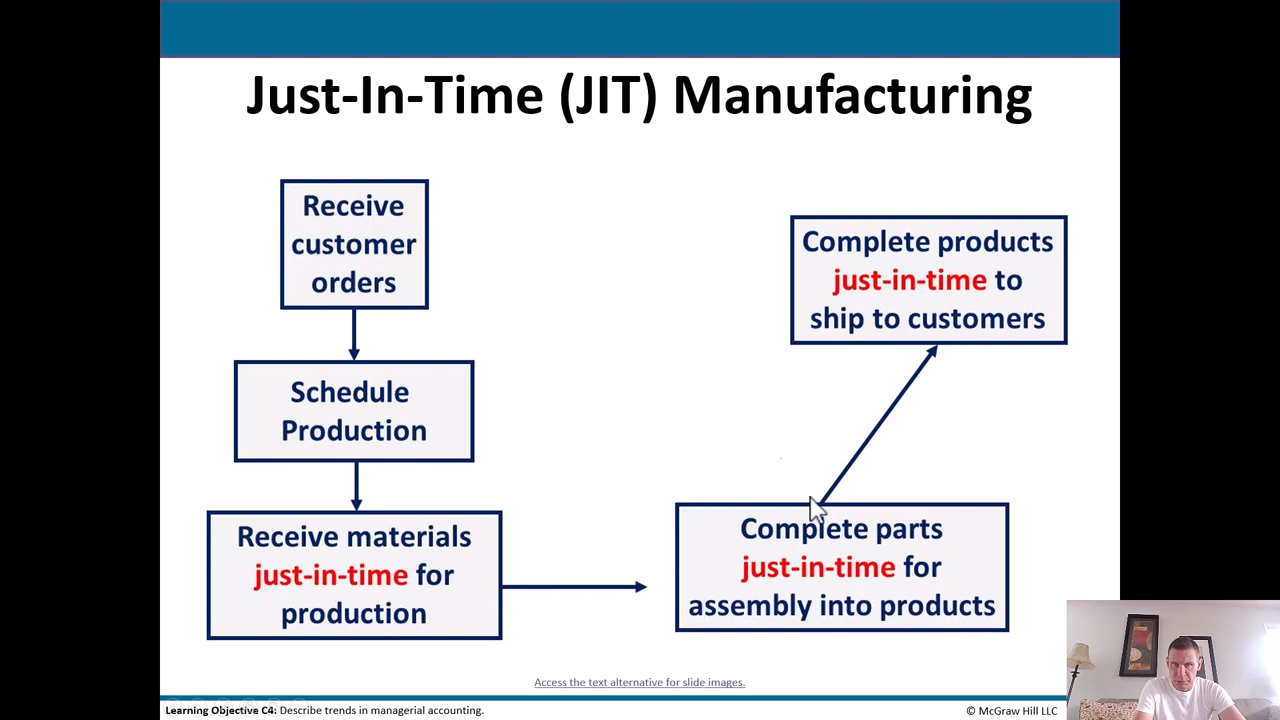 Just-In-Time (JIT) Manufacturing
Receive
customer
orders
Schedule
Production
Receive materials
just-in-time for
production
Complete parts
just-in-time for
assembly into products
Complete products
just-in-time to
ship to customers
Access the text alternative for slide images.
Learning Objective C4: Describe trends in managerial accounting.
© McGraw Hill LLC